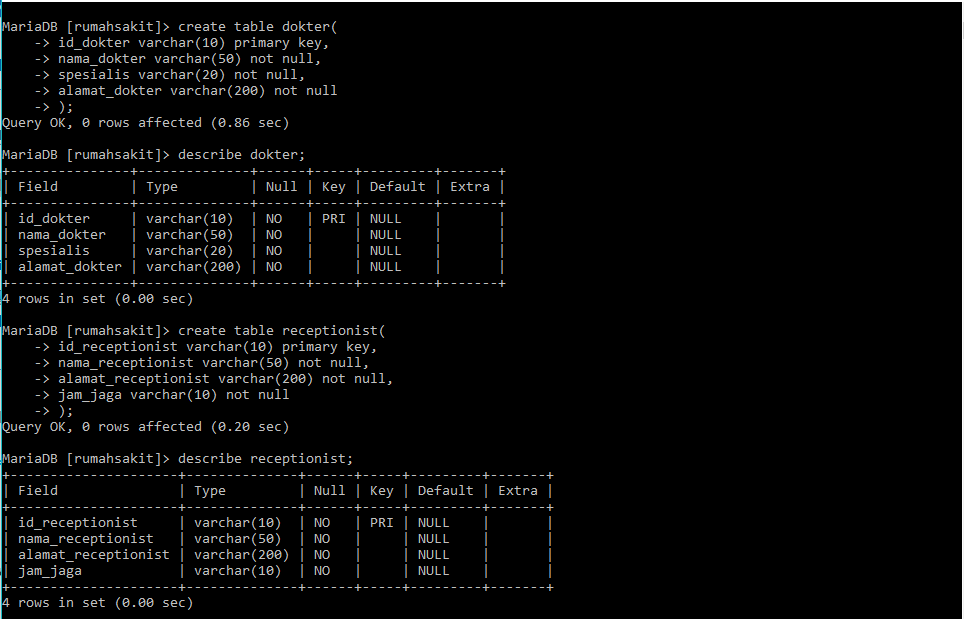 MariaDB [rumahsakit]> create table dokter(
    -> id_dokter varchar(10) primary key,
    -> nama_dokter varchar(50) not null,
    -> spesialis varchar(20) not null,
    -> alamat_dokter varchar(200) not null
    -> );
Query OK, 0 rows affected (0.86 sec)
MariaDB [rumahsakit]> describe dokter;
+---------------+--------------+------+-----+---------+-------+
| Field         | Type         | Null | Key | Default | Extra |
+---------------+--------------+------+-----+---------+-------+
| id_dokter     | varchar(10)  | NO   | PRI | NULL    |       |
| nama_dokter   | varchar(50)  | NO   |     | NULL    |       |
| spesialis     | varchar(20)  | NO   |     | NULL    |       |
| alamat_dokter | varchar(200) | NO   |     | NULL    |       |
+---------------+--------------+------+-----+---------+-------+
4 rows in set (0.00 sec)
MariaDB [rumahsakit]> create table receptionist(
    -> id_receptionist varchar(10) primary key,
    -> nama_receptionist varchar(50) not null,
    -> alamat_receptionist varchar(200) not null,
    -> jam_jaga varchar(10) not null
    -> );
Query OK, 0 rows affected (0.20 sec)
MariaDB [rumahsakit]> describe receptionist;
+---------------------+--------------+------+-----+---------+-------+
| Field               | Type         | Null | Key | Default | Extra |
+---------------------+--------------+------+-----+---------+-------+
| id_receptionist     | varchar(10)  | NO   | PRI | NULL    |       |
| nama_receptionist   | varchar(50)  | NO   |     | NULL    |       |
| alamat_receptionist | varchar(200) | NO   |     | NULL    |       |
| jam_jaga            | varchar(10)  | NO   |     | NULL    |       |
+---------------------+--------------+------+-----+---------+-------+
4 rows in set (0.00 sec)